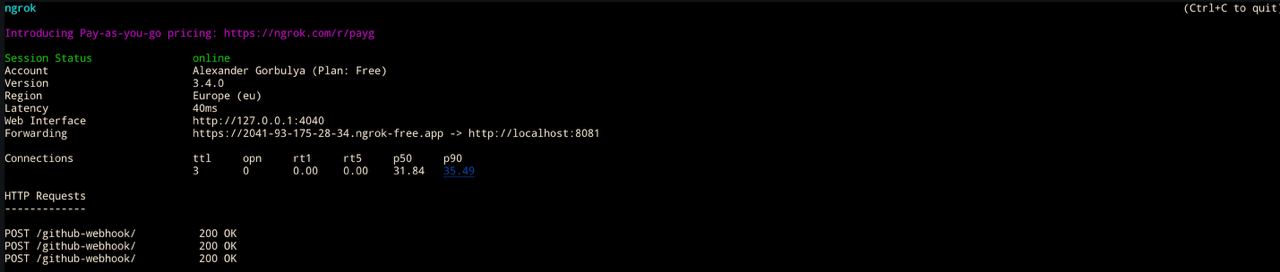 ngrok (Ctrl+C to quit)
Introducing Pay-as-you-go pricing: https://ngrok.com/r/payg
Session Status online
Account Alexander Gorbulya (Plan: Free)
Version 3.4.0
Region Europe (eu)
Latency 40ms
Web Interface http://127.0.0.1:4040
Forwarding https://2041-93-175-28-34.ngrok-free.app -> http://localhost:8081
Connections ttl opn rt1 rt5 p50 p90
3 0 0.00 0.00 31.84 35.49
HTTP Requests
-------------
POST /github-webhook/ 200 OK
POST /github-webhook/ 200 OK
POST /github-webhook/ 200 OK